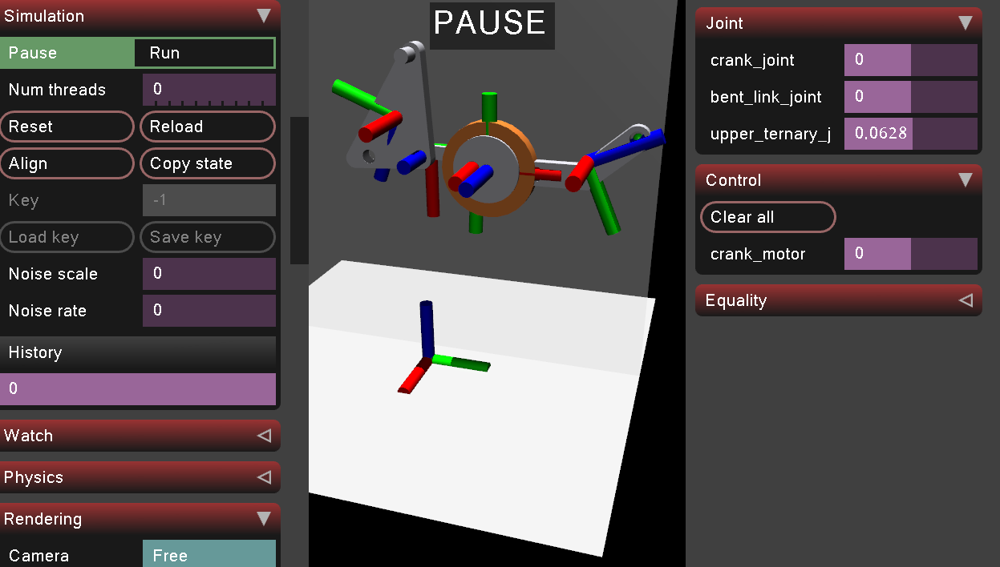 Simulation
Pause Run
Num threads 0
Reset Reload
Align Copy state
Key -1
Load key Save key
Noise scale 0
Noise rate 0
History
0
Watch
Physics
Rendering
Camera Free
PAUSE
Joint
crank_joint 0
bent_link_joint 0
upper_ternary_j 0.0628
Control
Clear all
crank_motor 0
Equality